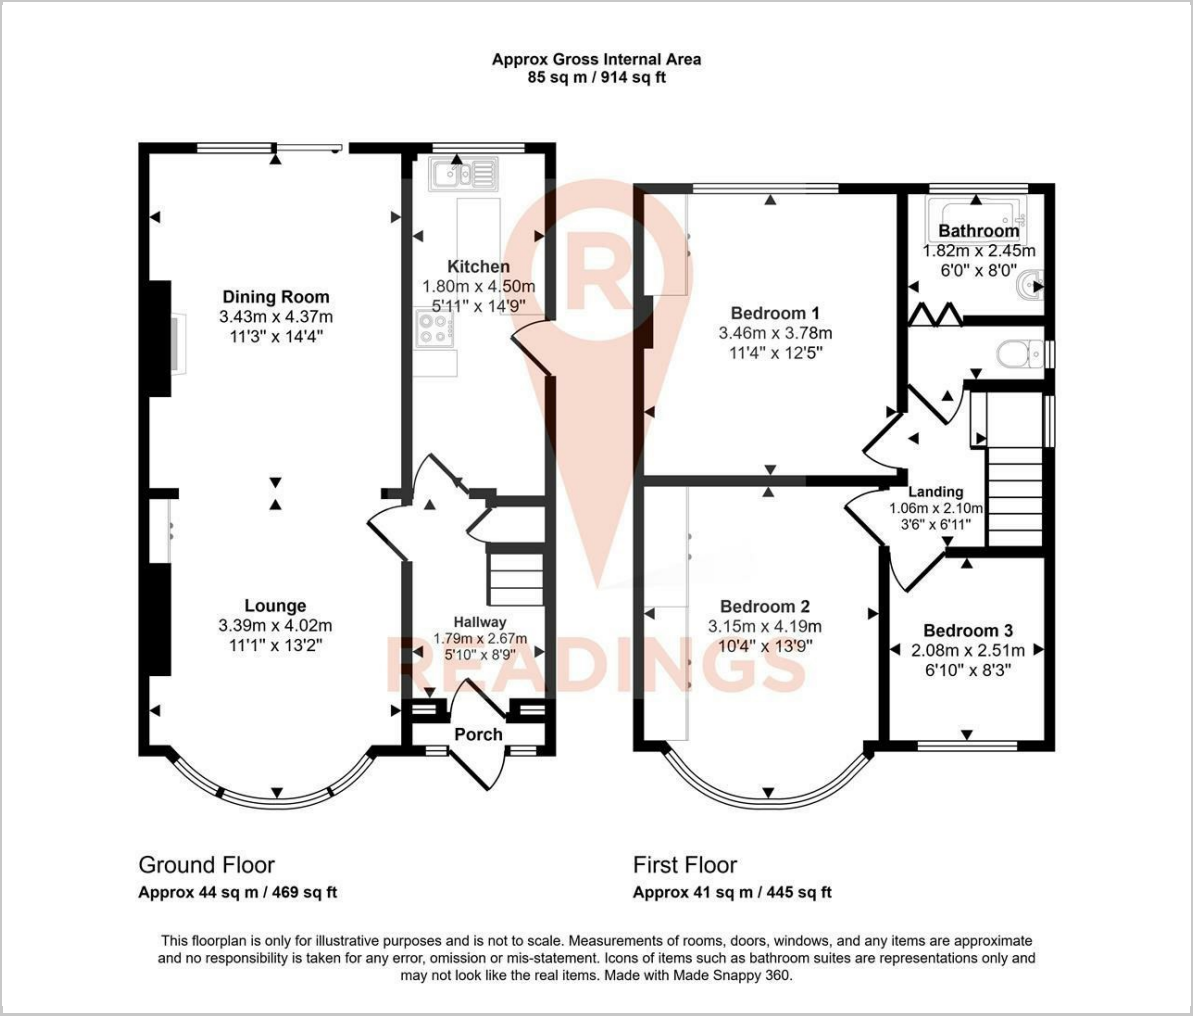 Approx Gross Internal Area
85 sq m / 914 sq ft
Dining Room
3.43m x 4.37m
11'3" x 14'4"
Kitchen
1.80m x 4.50m
5'11" x 14'9"
Lounge
3.39m x 4.02m
11'1" x 13'2"
Hallway
1.79m x 2.67m
5'10" x 8'9"
Porch
R
READINGS
Bedroom 1
3.46m x 3.78m
11'4" x 12'5"
Bathroom
1.82m x 2.45m
6'0" x 8'0"
Landing
1.06m x 2.10m
3'6" x 6'11"
Bedroom 2
3.15m x 4.19m
10'4" x 13'9"
Bedroom 3
2.08m x 2.51m
6'10" x 8'3"
Ground Floor
Approx 44 sq m / 469 sq ft
First Floor
Approx 41 sq m / 445 sq ft
This floorplan is only for illustrative purposes and is not to scale. Measurements of rooms, doors, windows, and any items are approximate
and no responsibility is taken for any error, omission or mis-statement. Icons of items such as bathroom suites are representations only and
may not look like the real items. Made with Made Snappy 360.